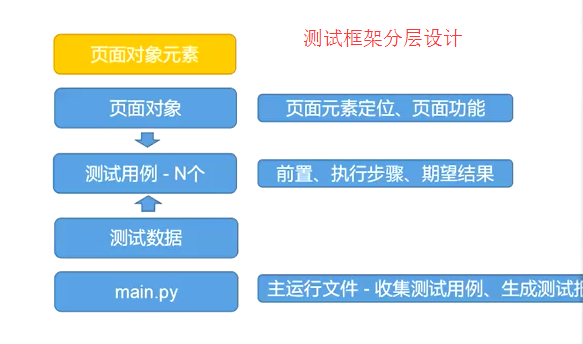 测试框架分层设计
页面对象元素
页面对象
页面元素定位、页面功能
测试用例 - N个
前置、执行步骤、期望结果
测试数据
main.py
主运行文件 - 收集测试用例、生成测试